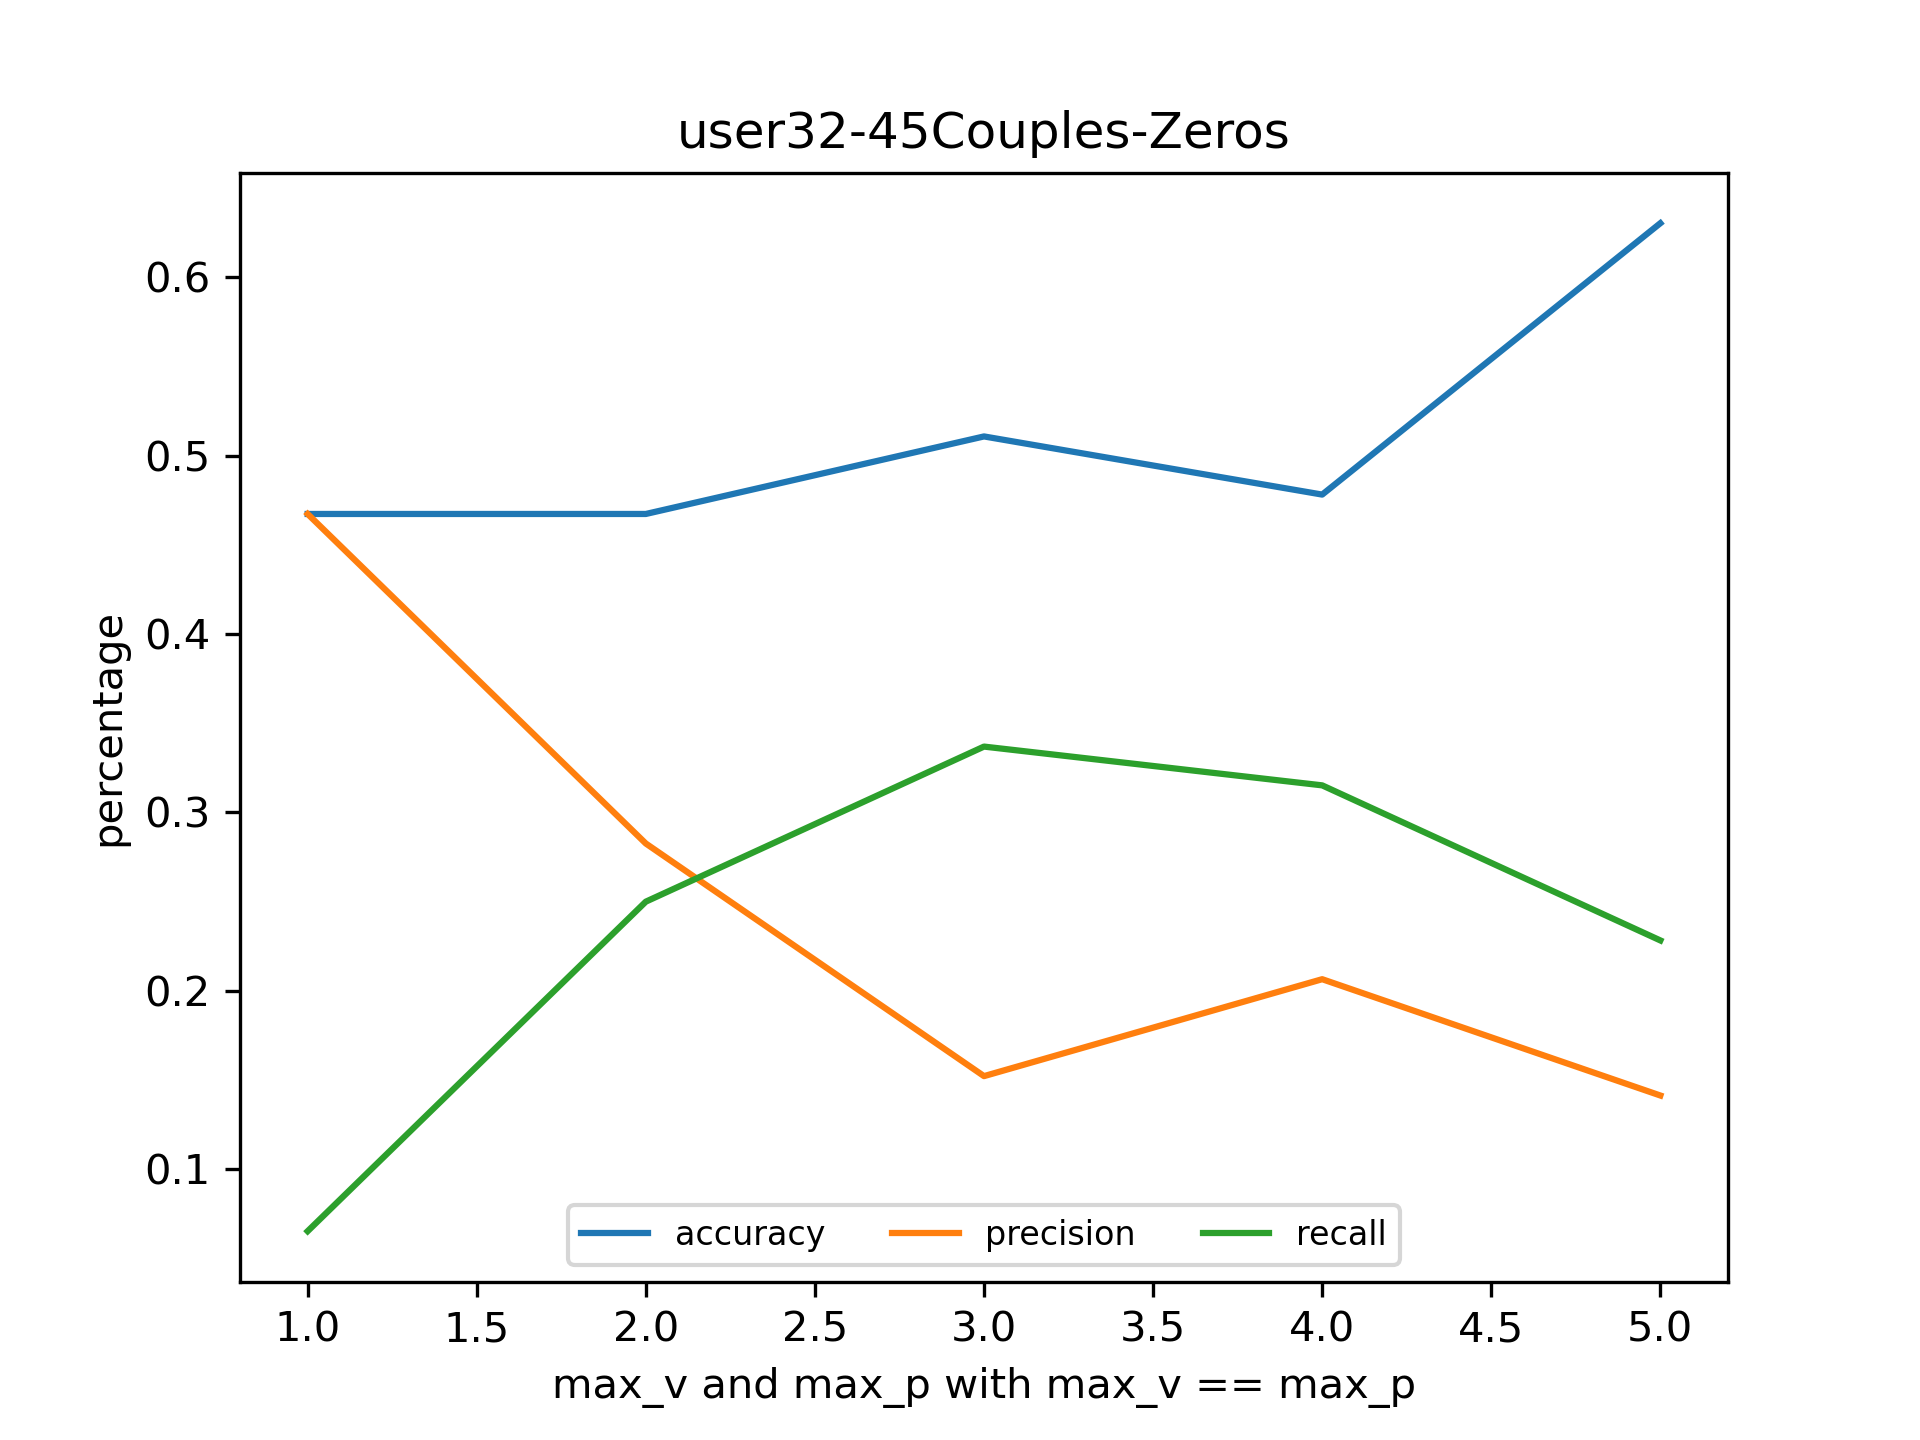 user32-45Couples-Zeros
percentage
0.6
0.5
0.4
0.3
0.2
0.1
accuracy precision recall
1.0 1.5 2.0 2.5 3.0 3.5 4.0 4.5 5.0
max_v and max_p with max_v == max_p